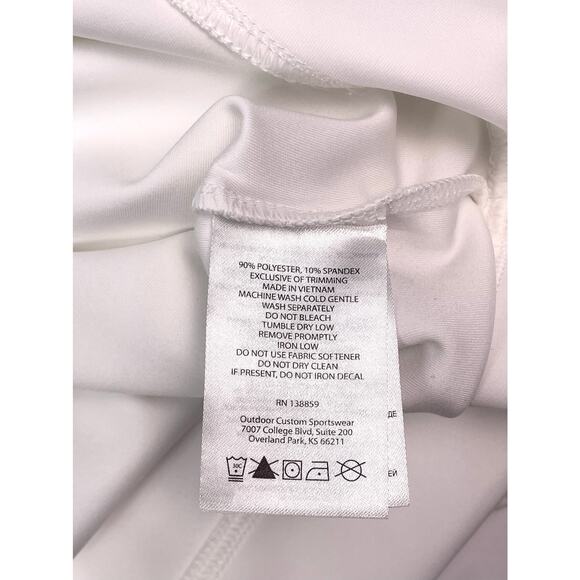 90% POLYESTER, 10% SPANDEX
EXCLUSIVE OF TRIMMING
MADE IN VIETNAM
MACHINE WASH COLD GENTLE
WASH SEPARATELY
DO NOT BLEACH
TUMBLE DRY LOW
REMOVE PROMPTLY
IRON LOW
DO NOT USE FABRIC SOFTENER
DO NOT DRY CLEAN
IF PRESENT, DO NOT IRON DECAL
RN 138859
Outdoor Custom Sportswear
7007 College Blvd, Suite 200
Overland Park, KS 66211
30C